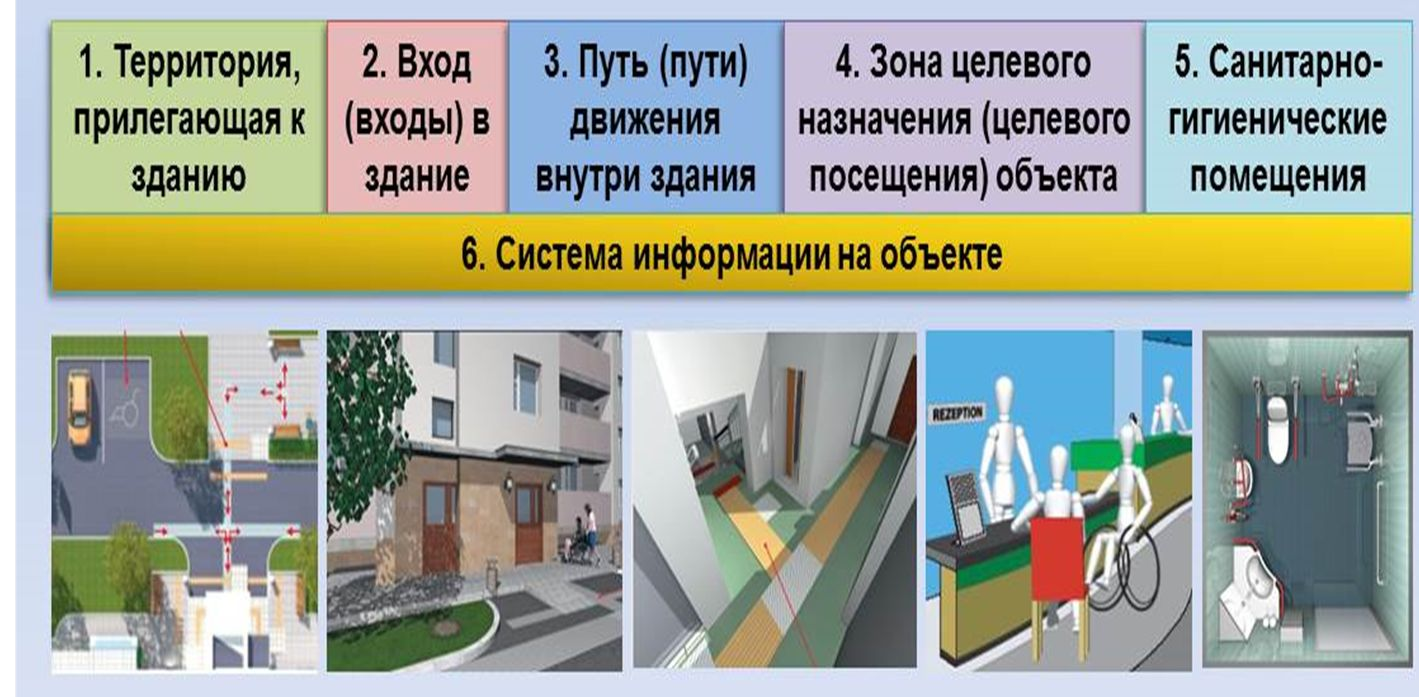 1. Территория,
прилегающая к
зданию
2. Вход
(входы) в
здание
3. Путь (пути)
движения
внутри здания
4. Зона целевого
назначения (целевого
посещения) объекта
5. Санитарно-
гигиенические
помещения
6. Система информации на объекте
REZEPTION